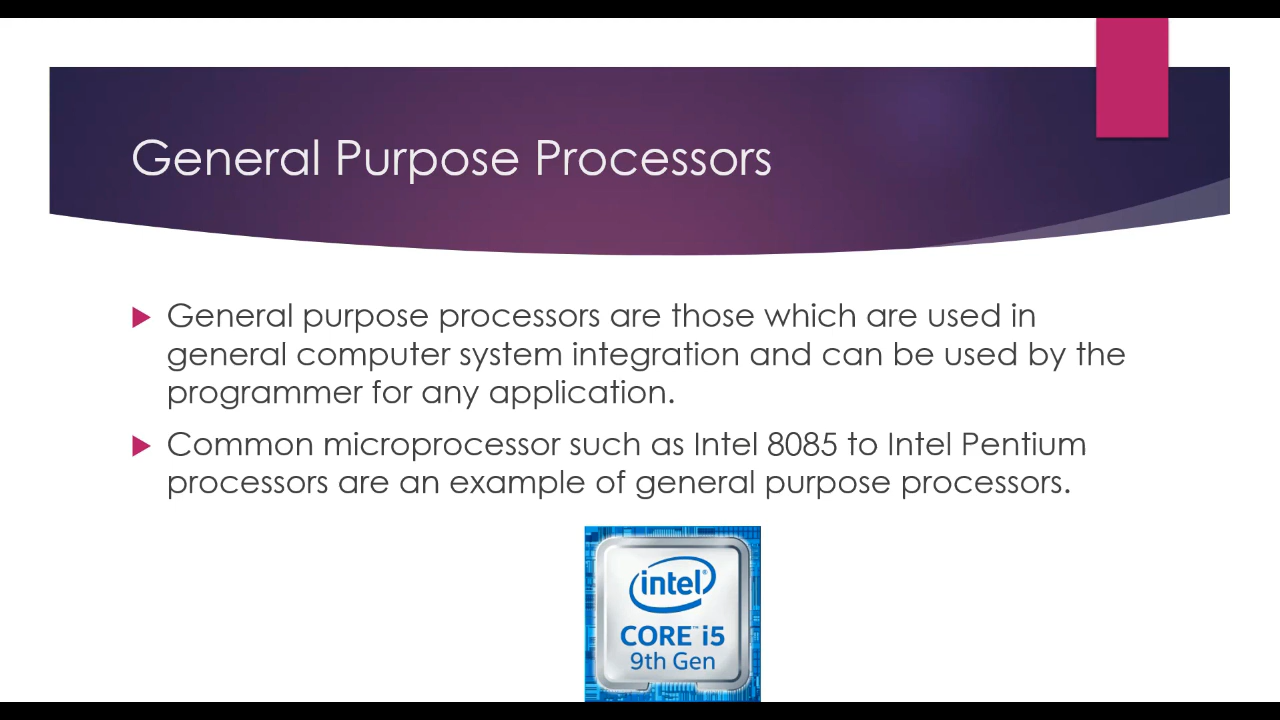 General Purpose Processors
General purpose processors are those which are used in
general computer system integration and can be used by the
programmer for any application.
Common microprocessor such as Intel 8085 to Intel Pentium
processors are an example of general purpose processors.
intel®
CORE™ i5
9th Gen